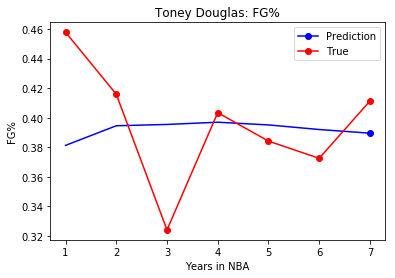 Toney Douglas: FG%
Prediction
True
0.46
0.44
0.42
0.40
0.38
0.36
0.34
0.32
FG%
1 2 3 4 5 6 7
Years in NBA